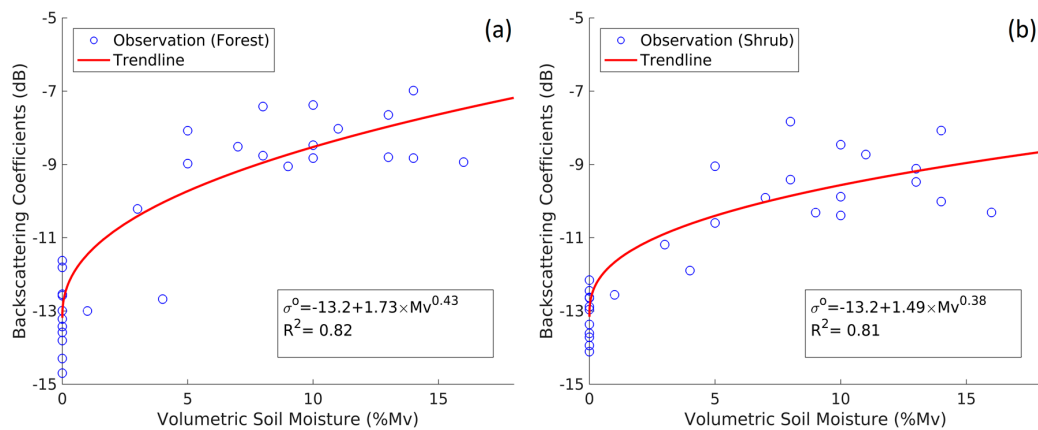 (a)
Observation (Forest)
Trendline
Backscattering Coefficients (dB)
-5
-7
-9
-11
-13
-15
σ⁰=-13.2+1.73×Mv^0.43
R²= 0.82
0
5
10
15
Volumetric Soil Moisture (%Mv)
(b)
Observation (Shrub)
Trendline
Backscattering Coefficients (dB)
-5
-7
-9
-11
-13
-15
σ⁰=-13.2+1.49×Mv^0.38
R²= 0.81
0
5
10
15
Volumetric Soil Moisture (%Mv)